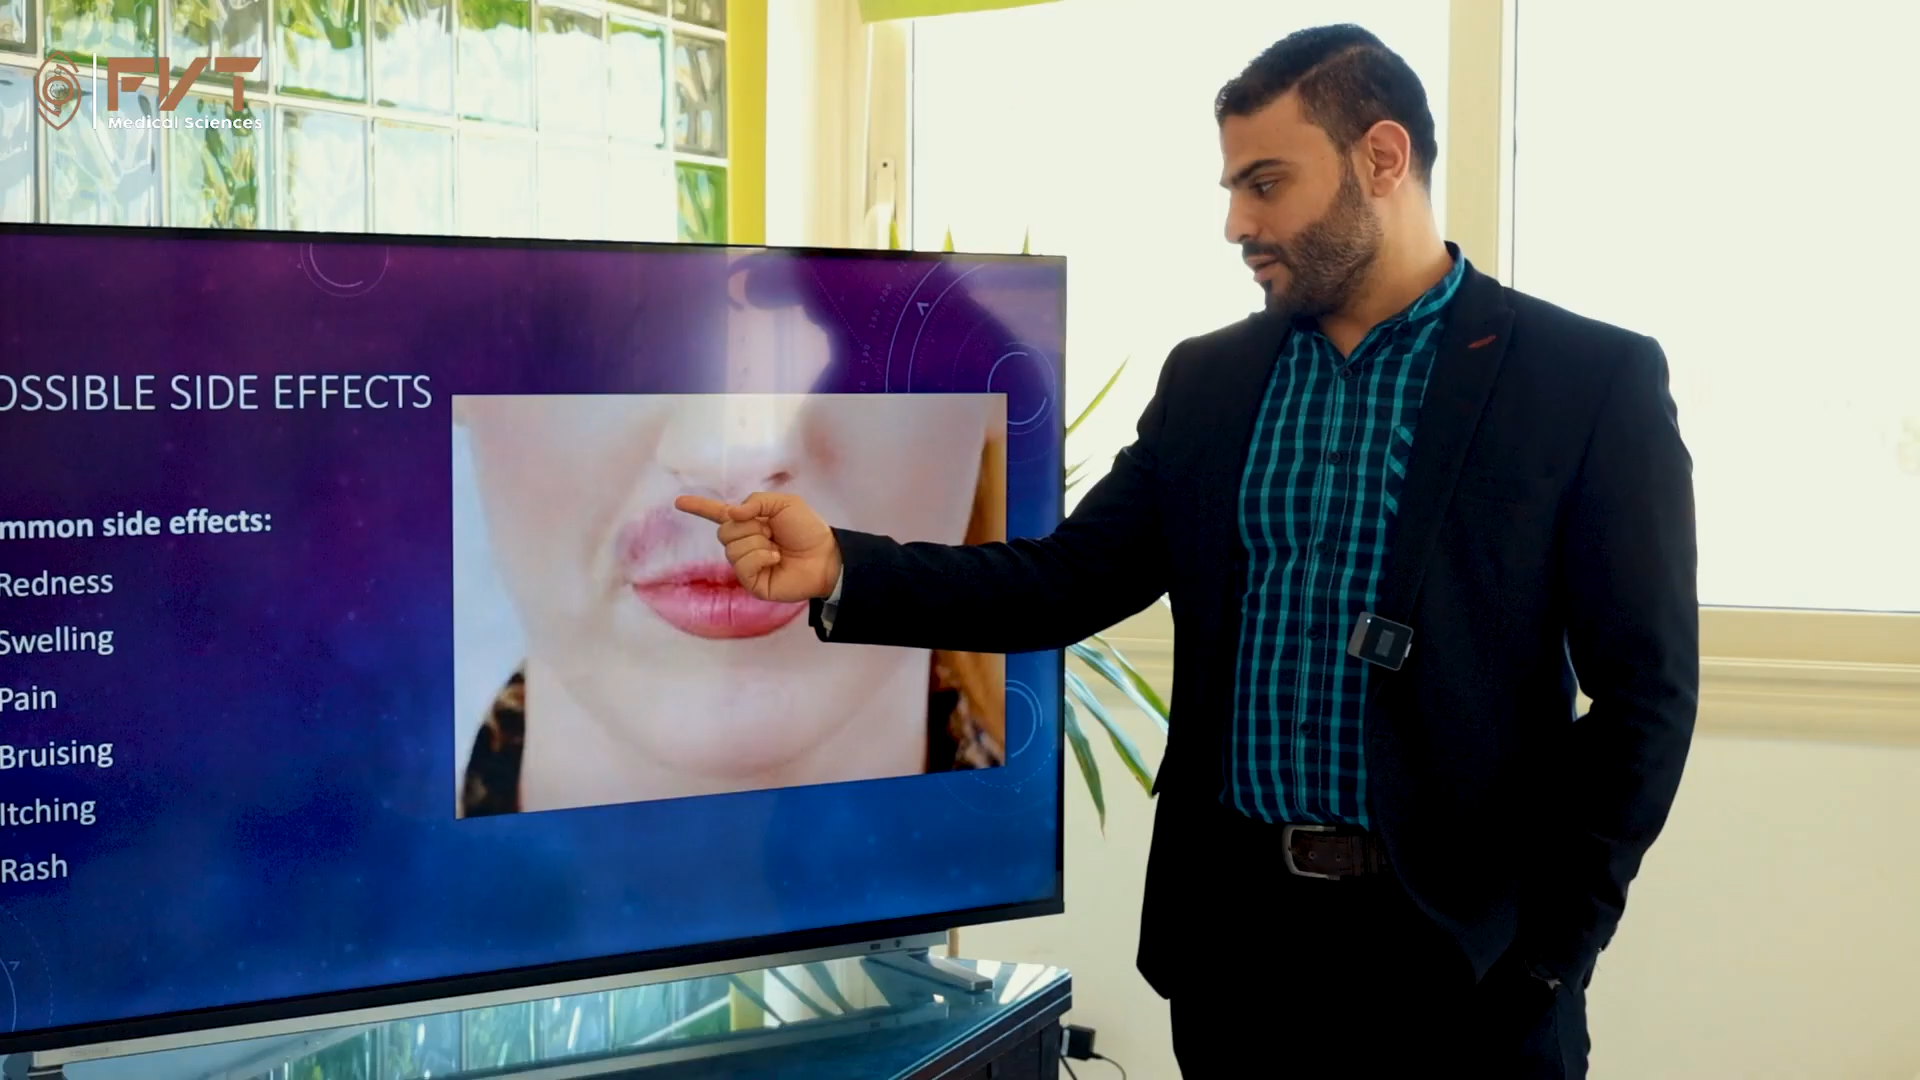 FVT
Medical Sciences
OSSIBLE SIDE EFFECTS
mmon side effects:
Redness
Swelling
Pain
Bruising
Itching
Rash